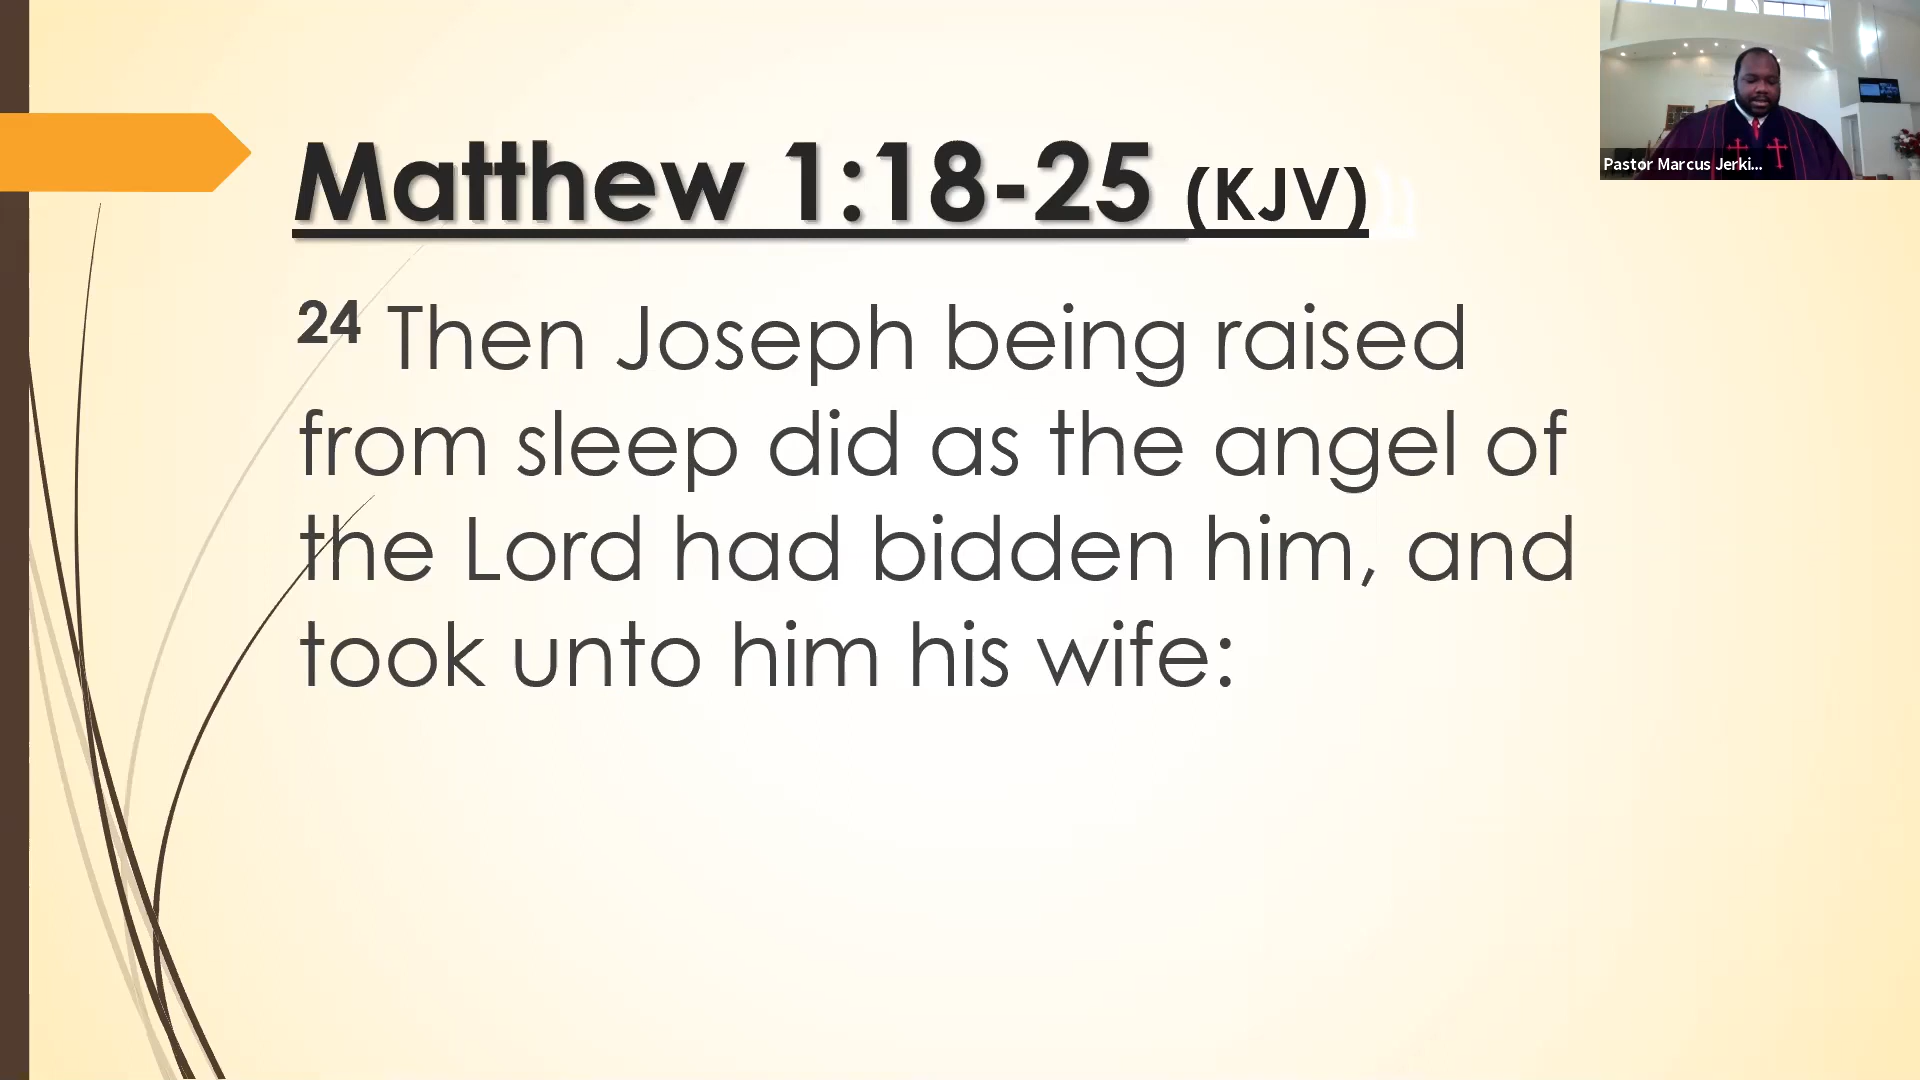 Matthew 1:18-25 (KJV)
24 Then Joseph being raised
from sleep did as the angel of
the Lord had bidden him, and
took unto him his wife:
Pastor Marcus Jerki...